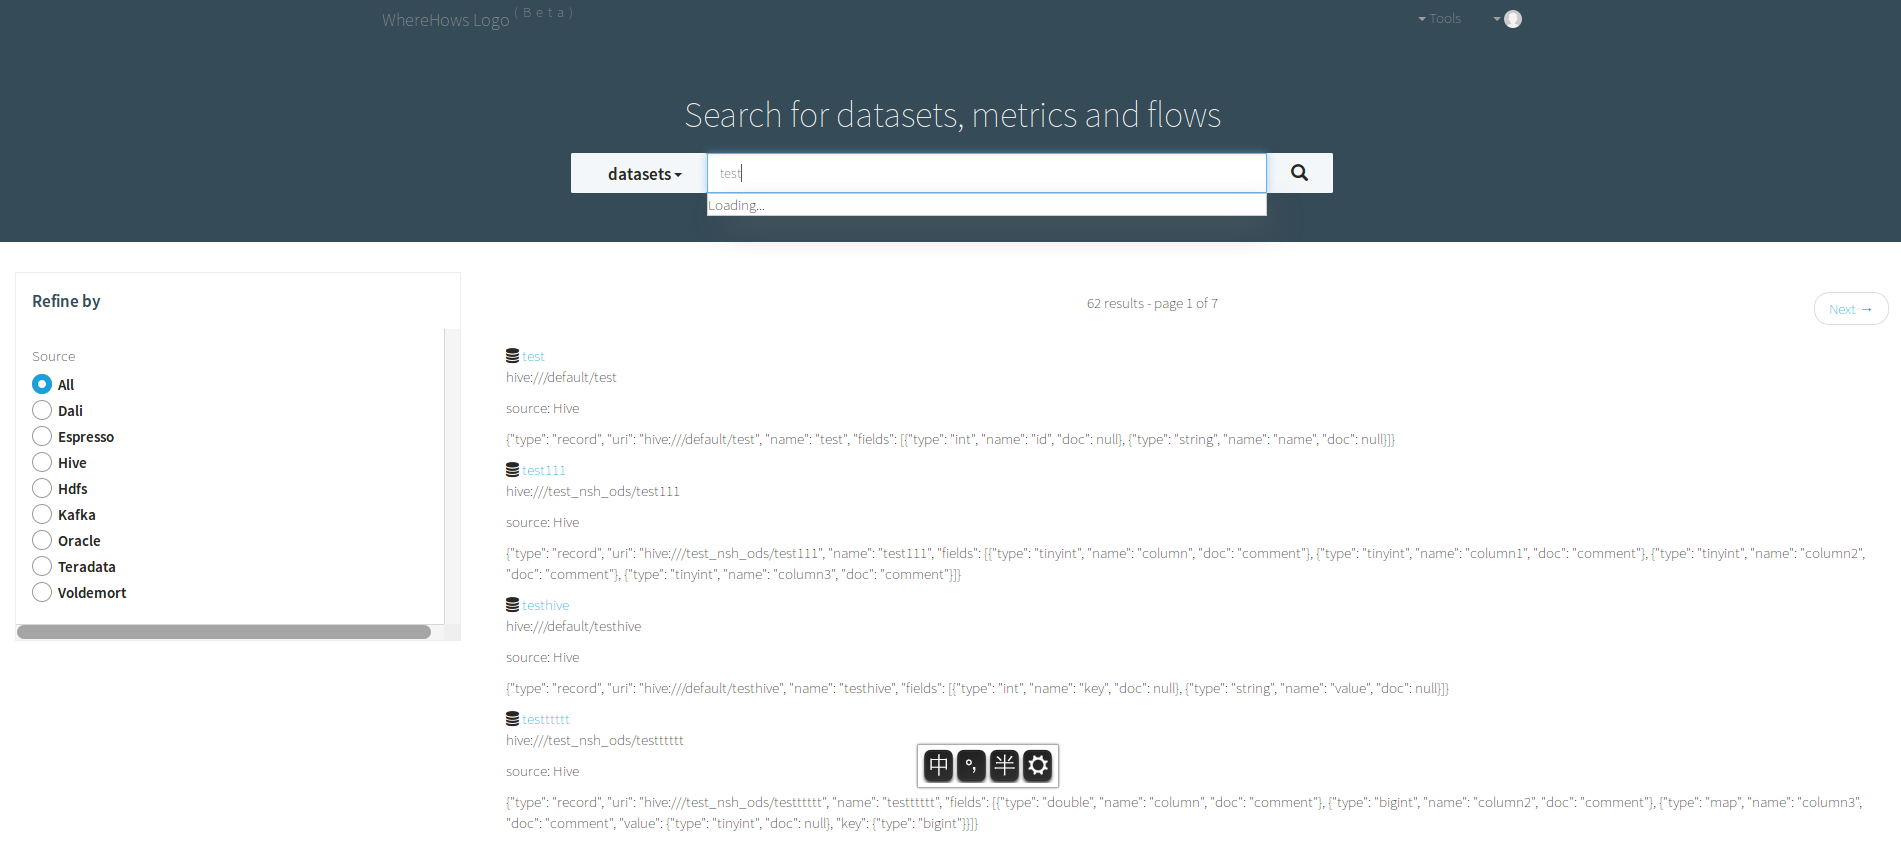 WhereHows Logo (Beta)
Tools
Search for datasets, metrics and flows
datasets
test
Loading...
Refine by
Source
All
Dali
Espresso
Hive
Hdfs
Kafka
Oracle
Teradata
Voldemort
62 results - page 1 of 7
Next →
test
hive:///default/test
source: Hive
{"type": "record", "uri": "hive:///default/test", "name": "test", "fields": [{"type": "int", "name": "id", "doc": null}, {"type": "string", "name": "name", "doc": null}]}
test111
hive:///test_nsh_ods/test111
source: Hive
{"type": "record", "uri": "hive:///test_nsh_ods/test111", "name": "test111", "fields": [{"type": "tinyint", "name": "column", "doc": "comment"}, {"type": "tinyint", "name": "column1", "doc": "comment"}, {"type": "tinyint", "name": "column2",
"doc": "comment"}, {"type": "tinyint", "name": "column3", "doc": "comment"}]}
testhive
hive:///default/testhive
source: Hive
{"type": "record", "uri": "hive:///default/testhive", "name": "testhive", "fields": [{"type": "int", "name": "key", "doc": null}, {"type": "string", "name": "value", "doc": null}]}
testttttt
hive:///test_nsh_ods/testttttt
source: Hive
{"type": "record", "uri": "hive:///test_nsh_ods/testttttt", "name": "testttttt", "fields": [{"type": "double", "name": "column", "doc": "comment"}, {"type": "bigint", "name": "column2", "doc": "comment"}, {"type": "map", "name": "column3",
"doc": "comment", "value": {"type": "tinyint", "doc": null}, "key": {"type": "bigint"}}]}
中 °, 半